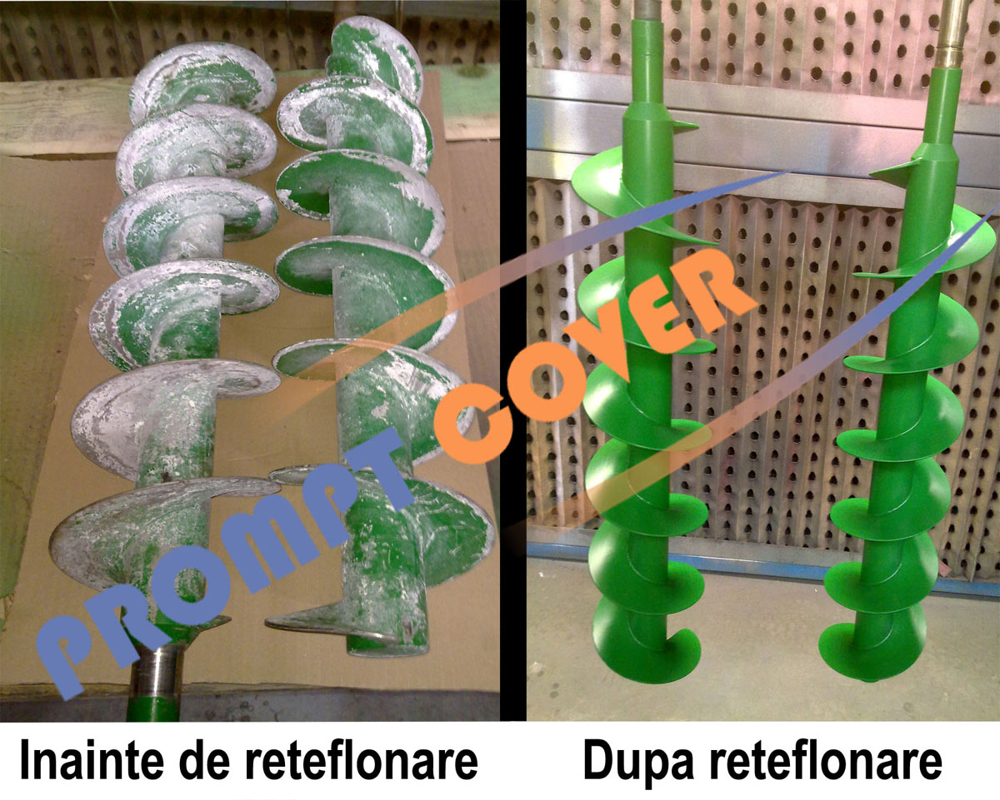 PROMPT COVER
Inainte de reteflonare
Dupa reteflonare